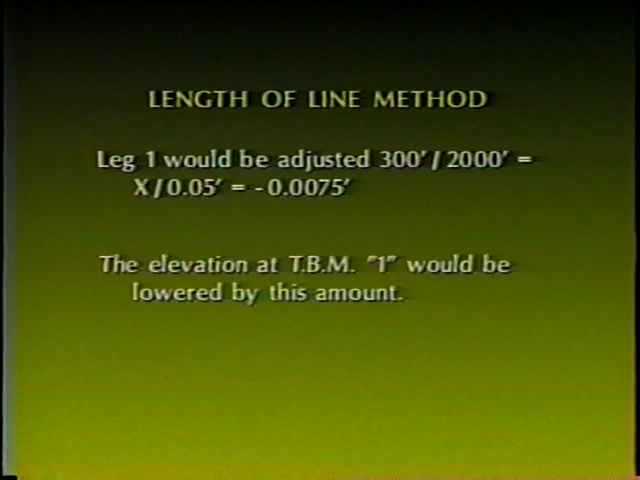 LENGTH OF LINE METHOD
Leg 1 would be adjusted 300'/2000' =
X/0.05' = -0.0075'
The elevation at T.B.M. "1" would be
lowered by this amount.